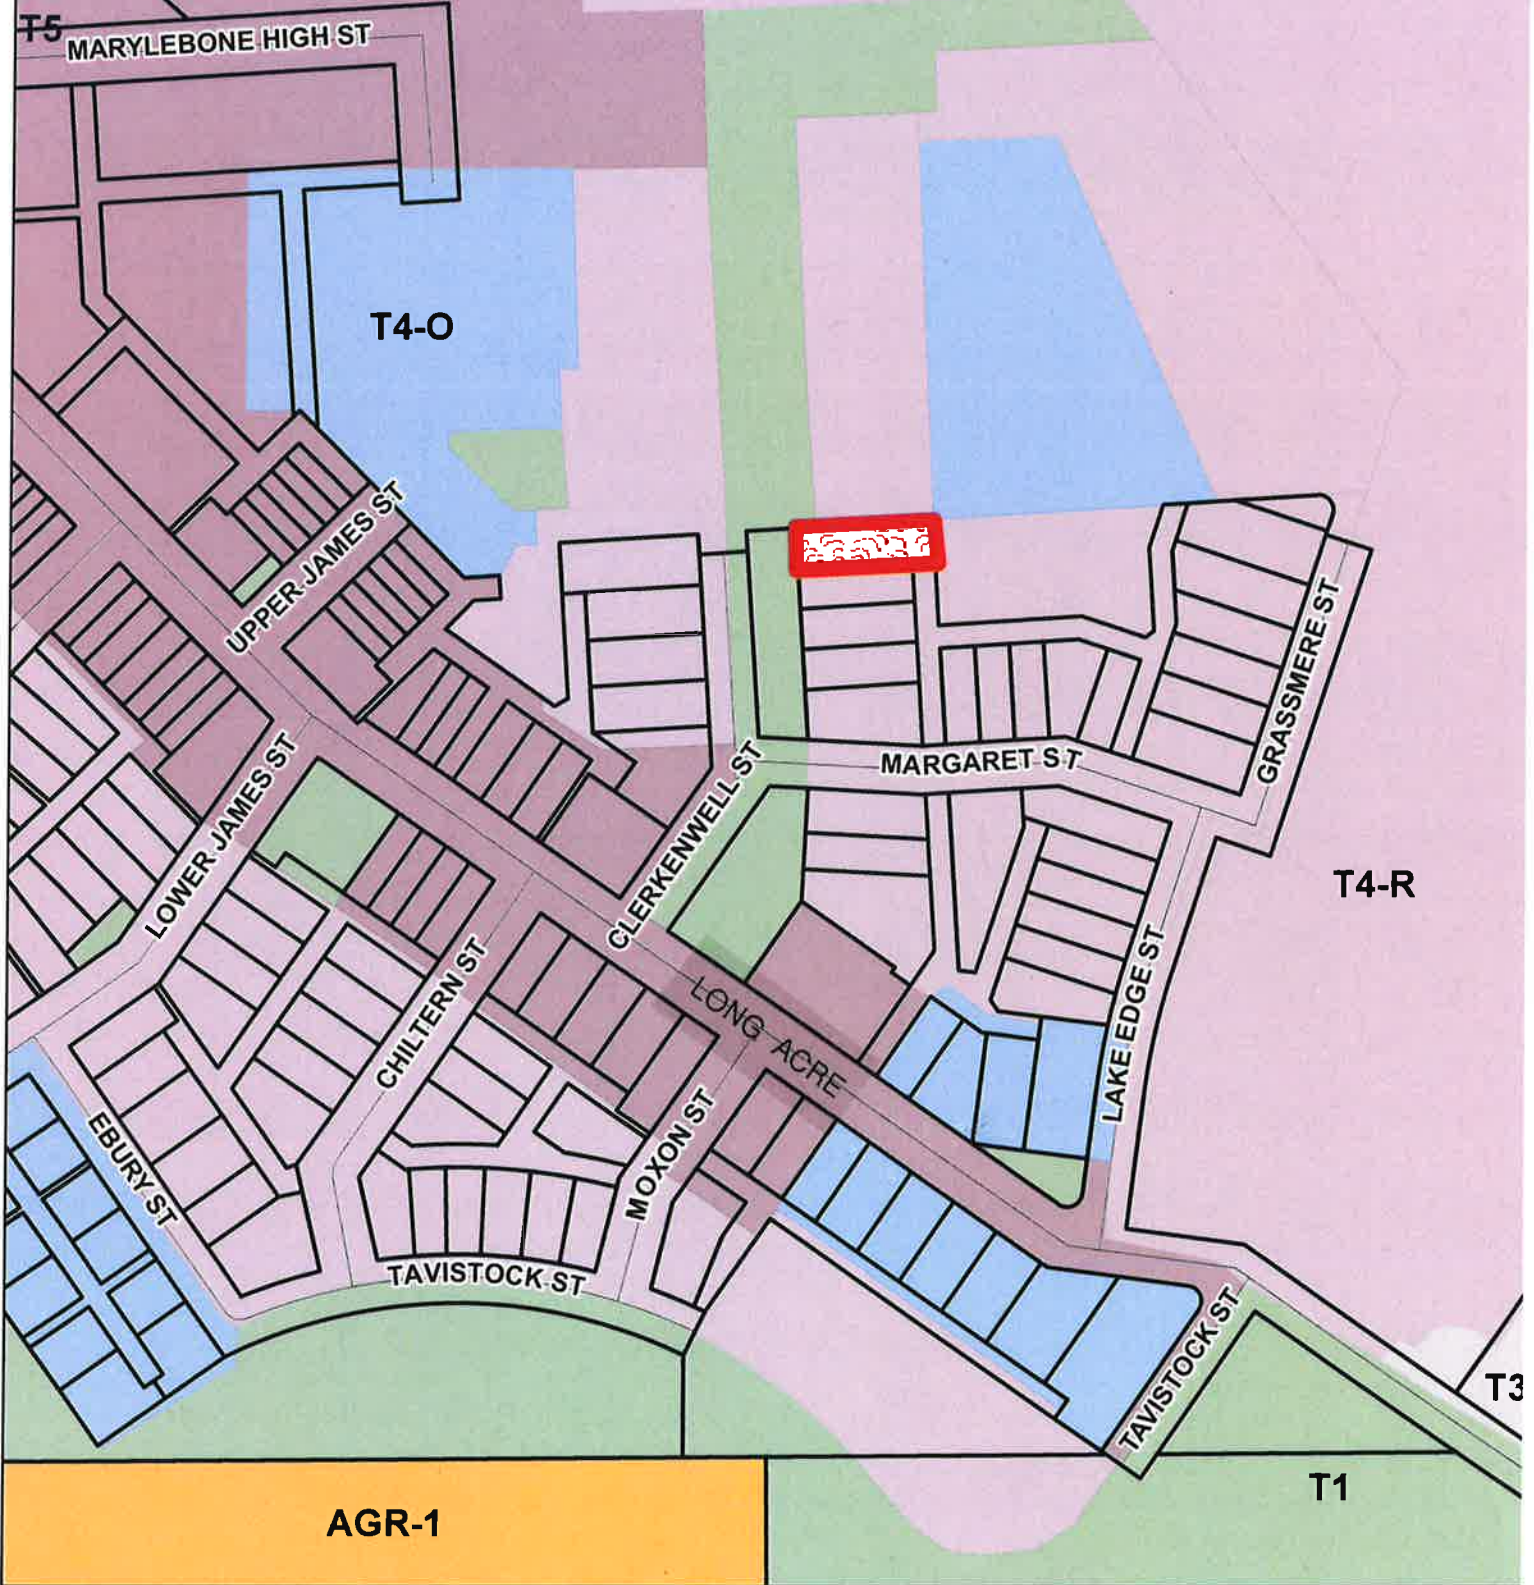 T5
MARYLEBONE HIGH ST
T4-O
UPPER JAMES ST
GRASSMERE ST
MARGARET ST
LOWER JAMES ST
CLERKENWELL ST
T4-R
CHILTERN ST
LONG ACRE
LAKE EDGE ST
EBURY ST
MOXON ST
TAVISTOCK ST
TAVISTOCK ST
T3
T1
AGR-1